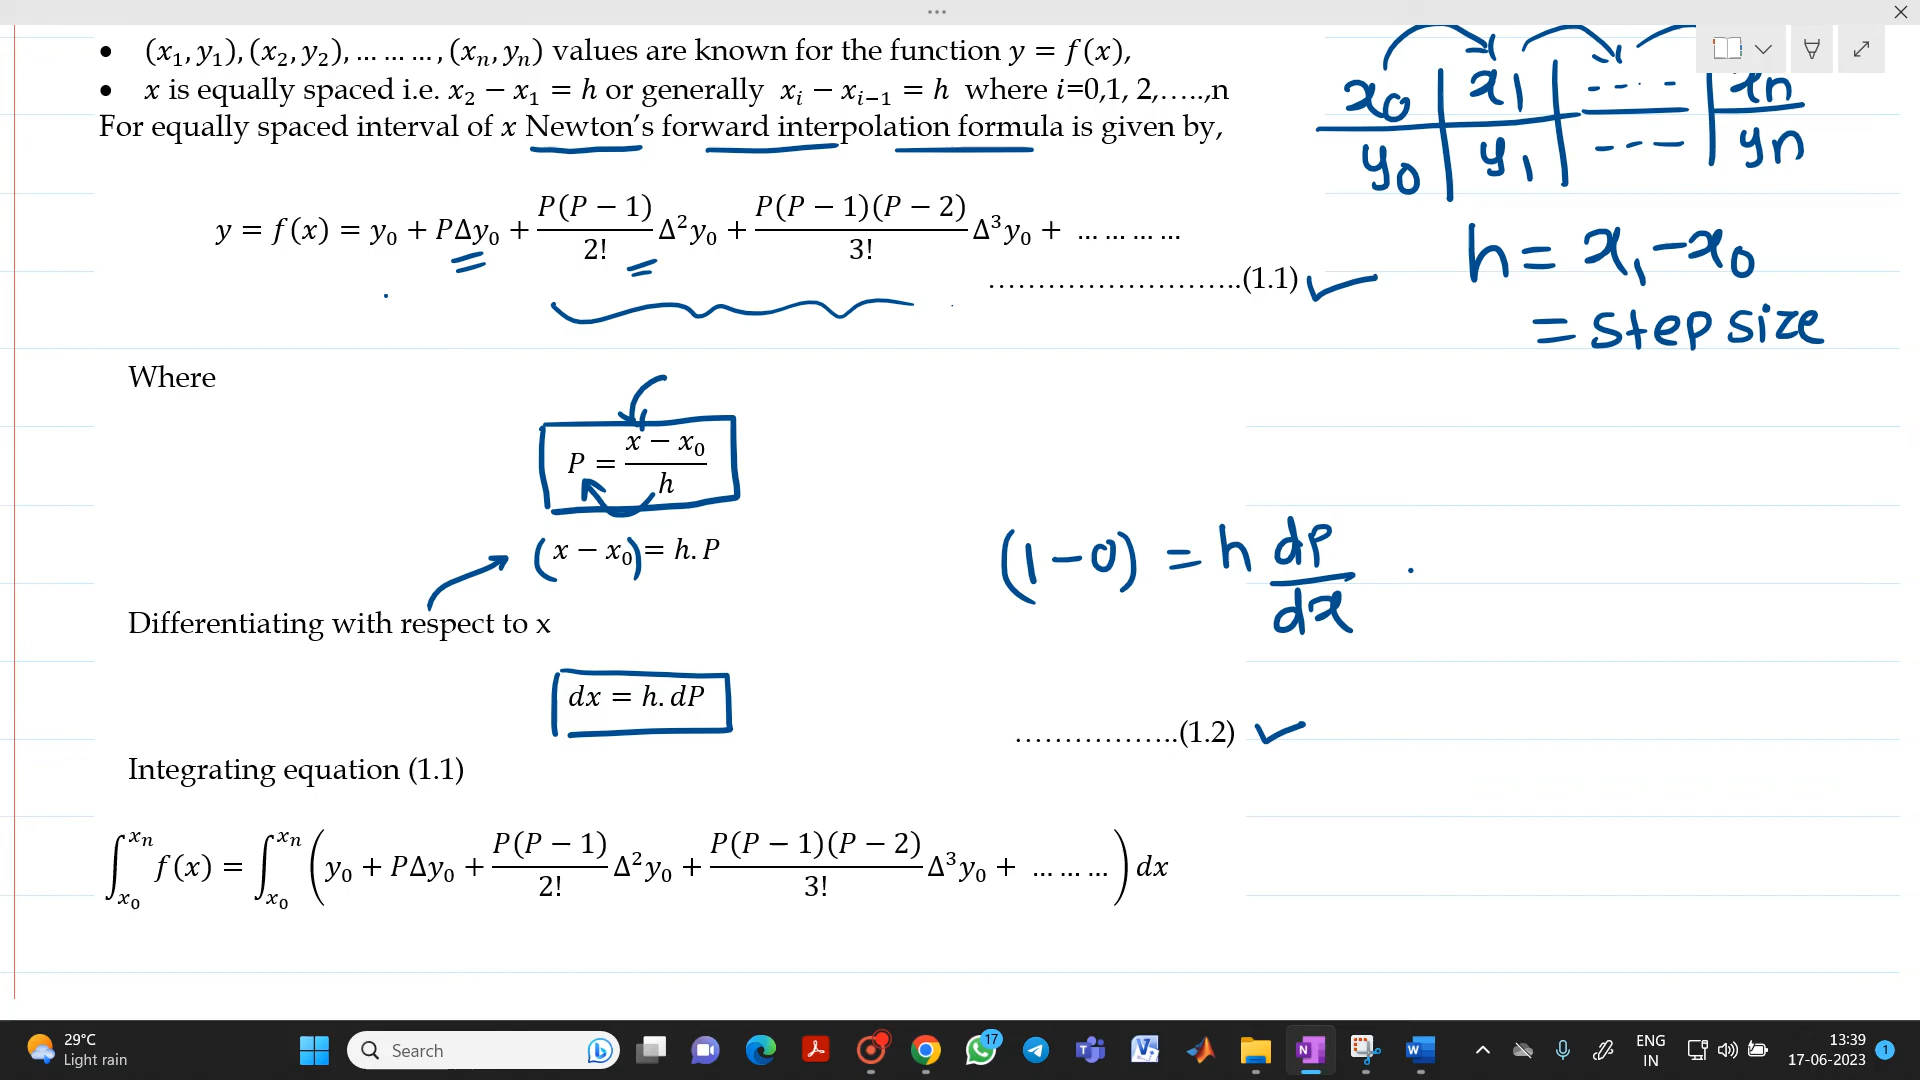 • (x₁, y₁), (x₂, y₂), … … … , (xₙ, yₙ) values are known for the function y = f(x),
• x is equally spaced i.e. x₂ − x₁ = h or generally xᵢ − xᵢ₋₁ = h where i=0,1, 2,…..,n
For equally spaced interval of x Newton's forward interpolation formula is given by,
x₀ | x₁ | ---- | xₙ
y₀ | y₁ | --- | yₙ
y = f(x) = y₀ + PΔy₀ + P(P − 1)/2! Δ²y₀ + P(P − 1)(P − 2)/3! Δ³y₀ + … … … …
……………………..(1.1)
h = x₁ − x₀
= step size
Where
P = (x − x₀)/h
(x − x₀) = h. P
(1 − 0) = h dP/dx
Differentiating with respect to x
dx = h. dP
……………..(1.2)
Integrating equation (1.1)
∫ₓ₀ˣⁿ f(x) = ∫ₓ₀ˣⁿ (y₀ + PΔy₀ + P(P − 1)/2! Δ²y₀ + P(P − 1)(P − 2)/3! Δ³y₀ + … … …) dx
29°C
Light rain
Search
17
ENG
IN
13:39
17-06-2023
1